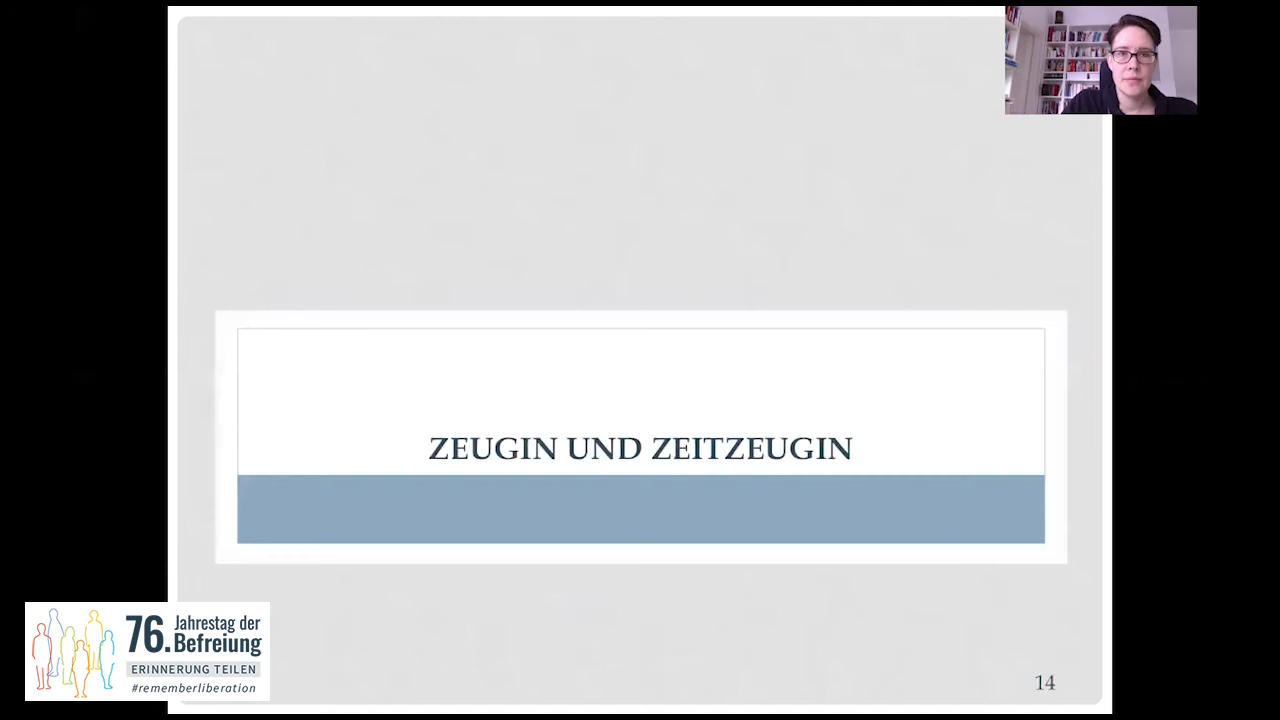 ZEUGIN UND ZEITZEUGIN
76. Jahrestag der
Befreiung
ERINNERUNG TEILEN
#rememberliberation
14